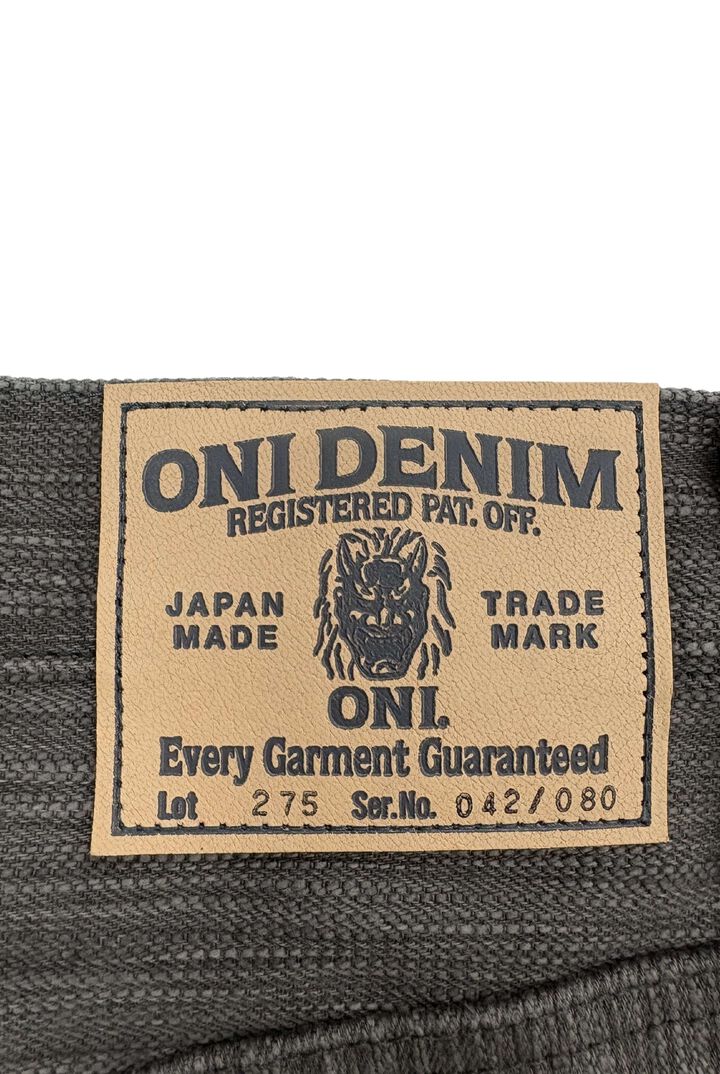 ONI DENIM
REGISTERED PAT. OFF.
JAPAN MADE
TRADE MARK
ONI.
Every Garment Guaranteed
Lot 275 Ser.No. 042/080